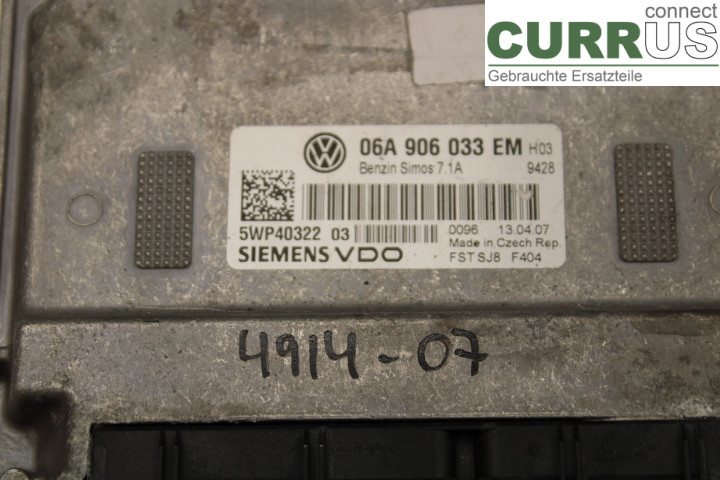 connect
CURRUS
Gebrauchte Ersatzteile
06A 906 033 EM H03
Benzin Simos 7.1A 9428
5WP40322 03 0096 13.04.07
Made in Czech Rep.
SIEMENS VDO FST SJ8 F404
4914-07